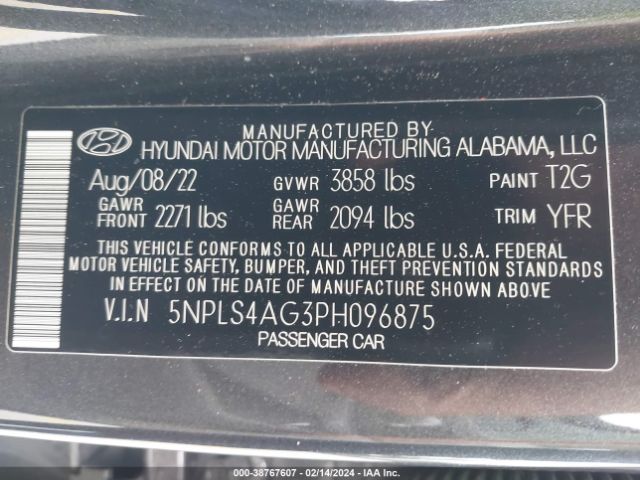 MANUFACTURED BY
HYUNDAI MOTOR MANUFACTURING ALABAMA, LLC
Aug/08/22 GVWR 3858 lbs PAINT T2G
GAWR FRONT 2271 lbs GAWR REAR 2094 lbs TRIM YFR
THIS VEHICLE CONFORMS TO ALL APPLICABLE U.S.A. FEDERAL
MOTOR VEHICLE SAFETY, BUMPER, AND THEFT PREVENTION STANDARDS
IN EFFECT ON THE DATE OF MANUFACTURE SHOWN ABOVE.
V.I.N 5NPLS4AG3PH096875
PASSENGER CAR
000-38767607 - 02/14/2024 - IAA, INC.